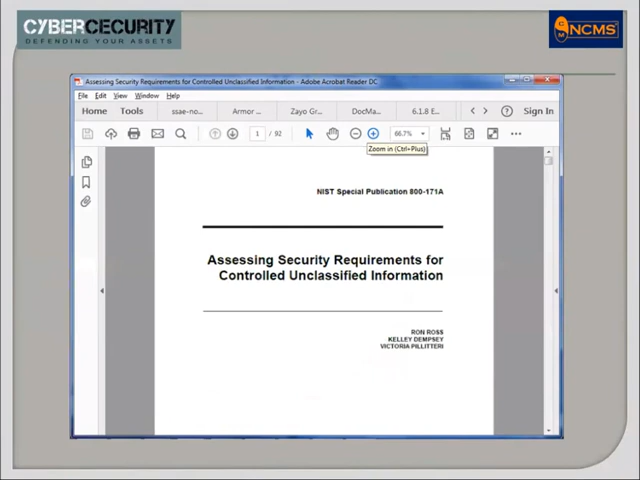 CYBERCECURITY
DEFENDING YOUR ASSETS
NCMS
Assessing Security Requirements for Controlled Unclassified Information - Adobe Acrobat Reader DC
File Edit View Window Help
Home Tools ssae-no... Armor ... Zayo Gr... DocMa... 6.1.8 E... Sign In
1 / 92 66.7%
Zoom in (Ctrl+Plus)
NIST Special Publication 800-171A
Assessing Security Requirements for
Controlled Unclassified Information
RON ROSS
KELLEY DEMPSEY
VICTORIA PILLITTERI